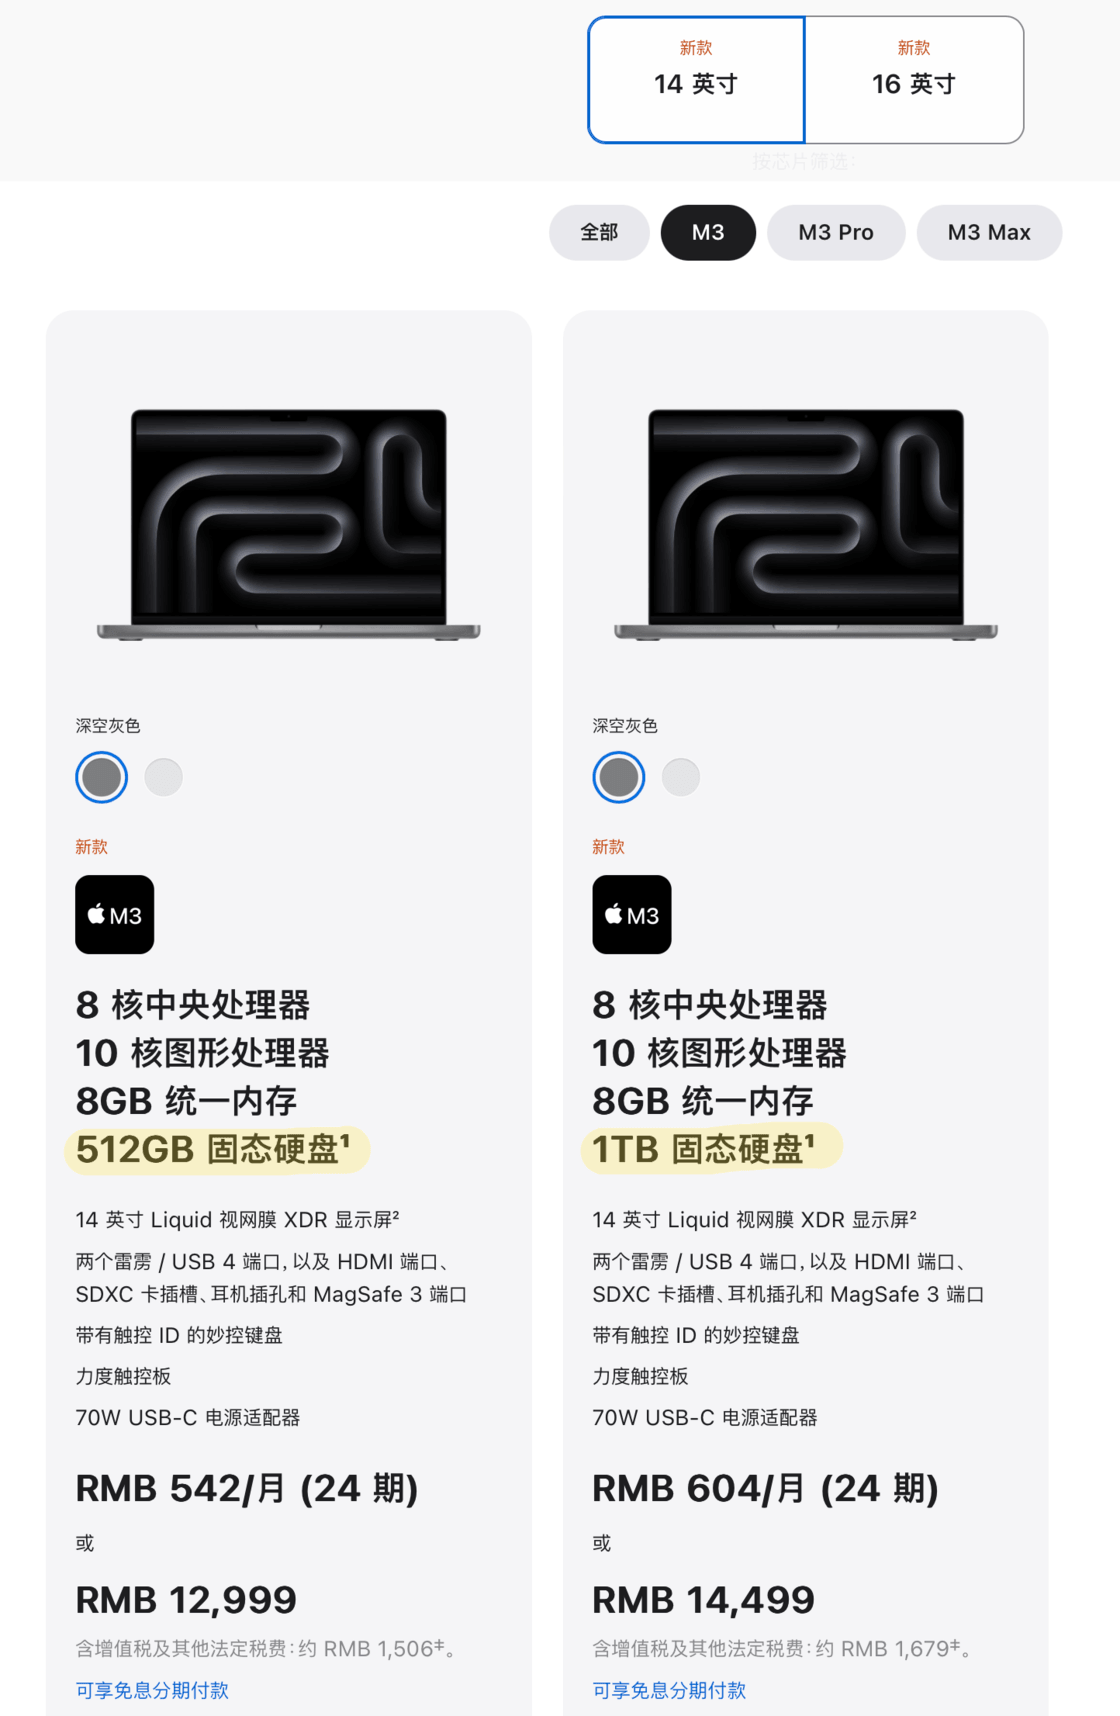 新款
14 英寸
新款
16 英寸
按芯片筛选：
全部
M3
M3 Pro
M3 Max
深空灰色
新款
M3
8 核中央处理器
10 核图形处理器
8GB 统一内存
512GB 固态硬盘¹
14 英寸 Liquid 视网膜 XDR 显示屏²
两个雷雳 / USB 4 端口，以及 HDMI 端口、
SDXC 卡插槽、耳机插孔和 MagSafe 3 端口
带有触控 ID 的妙控键盘
力度触控板
70W USB-C 电源适配器
RMB 542/月 (24 期)
或
RMB 12,999
含增值税及其他法定税费：约 RMB 1,506‡。
可享免息分期付款
深空灰色
新款
M3
8 核中央处理器
10 核图形处理器
8GB 统一内存
1TB 固态硬盘¹
14 英寸 Liquid 视网膜 XDR 显示屏²
两个雷雳 / USB 4 端口，以及 HDMI 端口、
SDXC 卡插槽、耳机插孔和 MagSafe 3 端口
带有触控 ID 的妙控键盘
力度触控板
70W USB-C 电源适配器
RMB 604/月 (24 期)
或
RMB 14,499
含增值税及其他法定税费：约 RMB 1,679‡。
可享免息分期付款